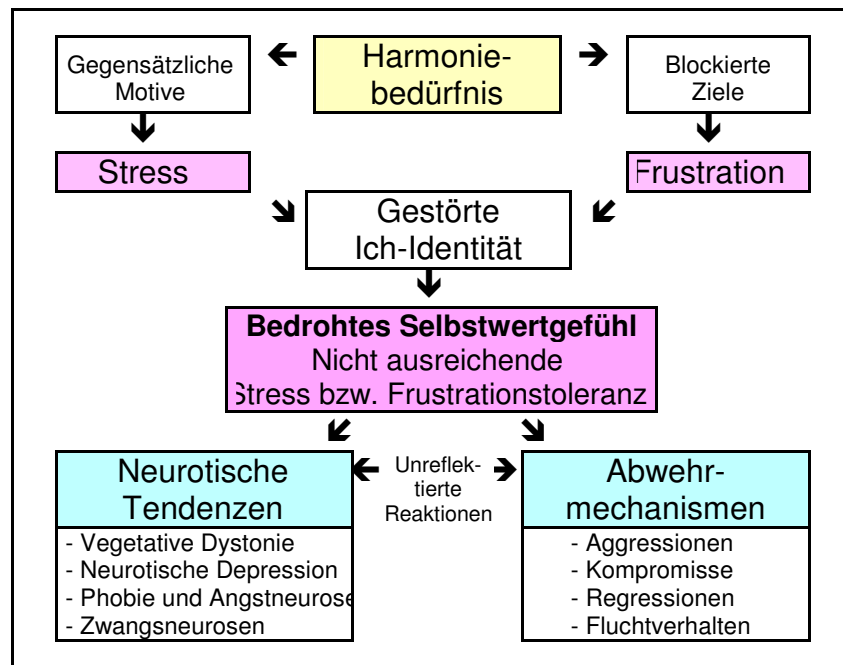 Gegensätzliche
Motive
Harmonie-
bedürfnis
Blockierte
Ziele
Stress
Frustration
Gestörte
Ich-Identität
Bedrohtes Selbstwertgefühl
Nicht ausreichende
Stress bzw. Frustrationstoleranz
Neurotische
Tendenzen
- Vegetative Dystonie
- Neurotische Depression
- Phobie und Angstneurose
- Zwangsneurosen
Unreflek-
tierte
Reaktionen
Abwehr-
mechanismen
- Aggressionen
- Kompromisse
- Regressionen
- Fluchtverhalten